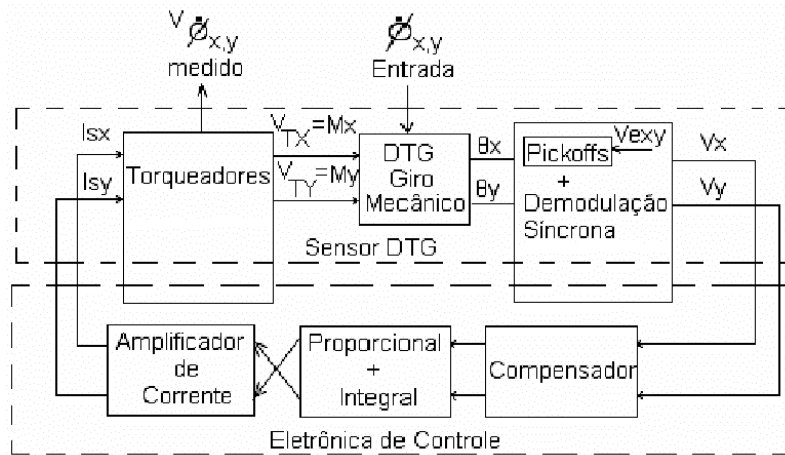 V ϕ̇x,y
medido
ϕ̇x,y
Entrada
Isx
Isy
Torqueadores
VTX=Mx
VTY=My
DTG
Giro
Mecânico
θx
θy
Pickoffs
Vexy
+
Demodulação
Síncrona
Vx
Vy
Sensor DTG
Amplificador
de
Corrente
Proporcional
+
Integral
Compensador
Eletrônica de Controle